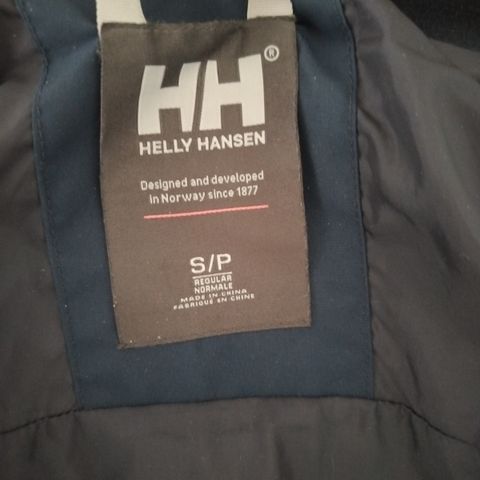 HH®
HELLY HANSEN
Designed and developed
in Norway since 1877
S/P
REGULAR
NORMALE
MADE IN CHINA
FABRIQUÉ EN CHINE